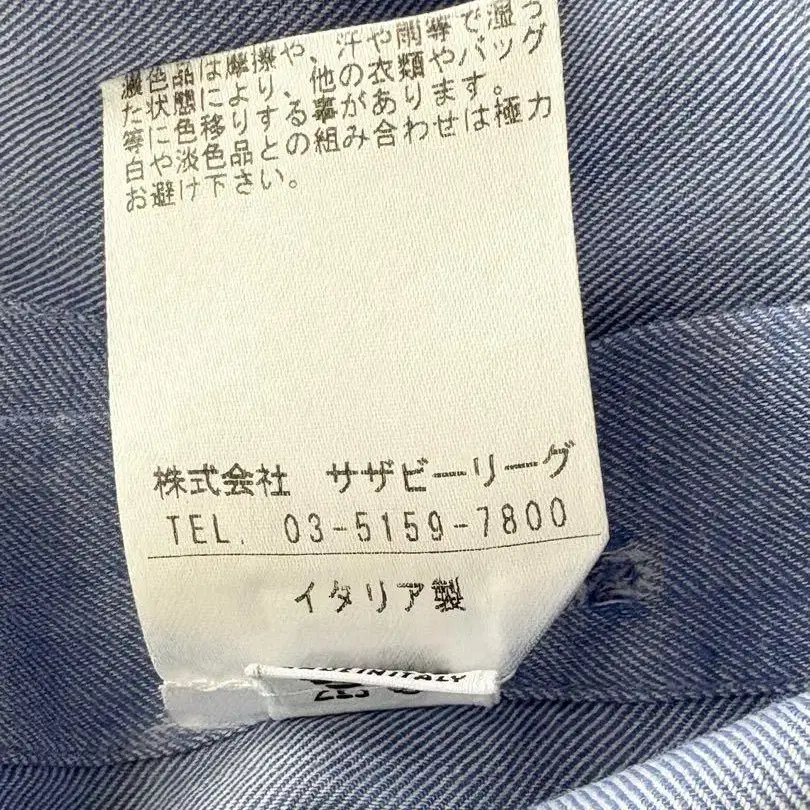 濃色品は摩擦や、汗や雨等で湿っ
た状態により、他の衣類やバッグ
等に色移りする事があります。
白や淡色品との組み合わせは極力
お避け下さい。
株式会社 サザビーリーグ
TEL. 03-5159-7800
イタリア製
MADE IN ITALY